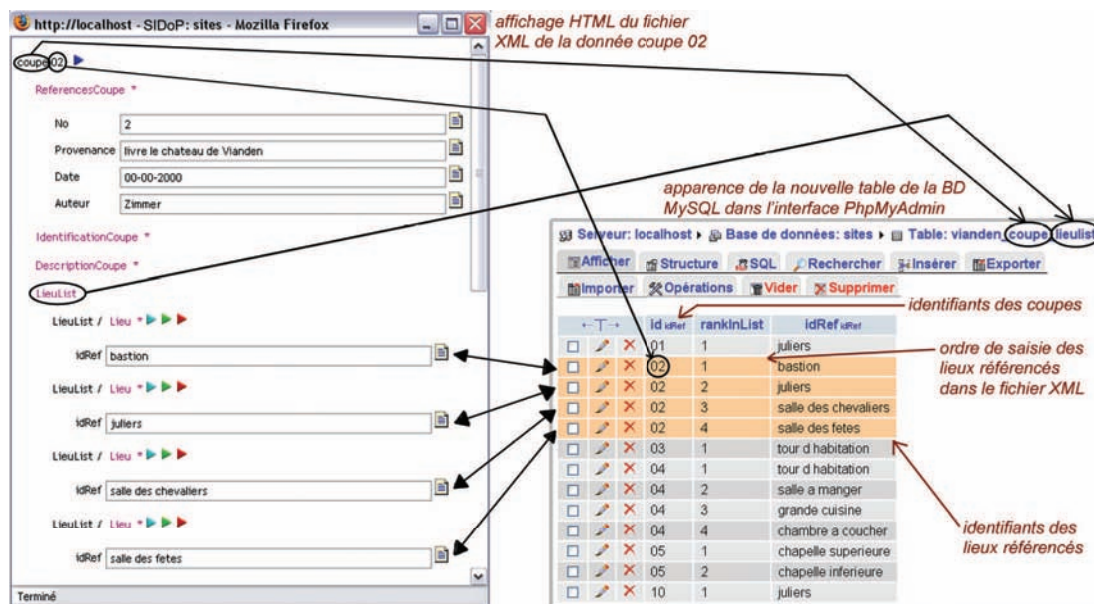 http://localhost - SIDoP: sites - Mozilla Firefox
affichage HTML du fichier
XML de la donnée coupe 02
coupe 02
ReferencesCoupe *
No 2
Provenance livre le chateau de Vianden
Date 00-00-2000
Auteur Zimmer
IdentificationCoupe *
DescriptionCoupe *
LieuList
LieuList / Lieu *
idRef bastion
LieuList / Lieu *
idRef juliers
LieuList / Lieu *
idRef salle des chevaliers
LieuList / Lieu *
idRef salle des fetes
Terminé
apparence de la nouvelle table de la BD
MySQL dans l'interface PhpMyAdmin
Serveur: localhost Base de données: sites Table: vianden_coupe_lieulist
Afficher Structure SQL Rechercher Insérer Exporter
Importer Opérations Vider Supprimer
identifiants des coupes
←T→ id idRef rankInList idRef idRef
01 1 juliers
02 1 bastion
02 2 juliers
02 3 salle des chevaliers
02 4 salle des fetes
03 1 tour d habitation
04 1 tour d habitation
04 2 salle a manger
04 3 grande cuisine
04 4 chambre a coucher
05 1 chapelle superieure
05 2 chapelle inferieure
10 1 juliers
ordre de saisie des
lieux référencés
dans le fichier XML
identifiants des
lieux référencés